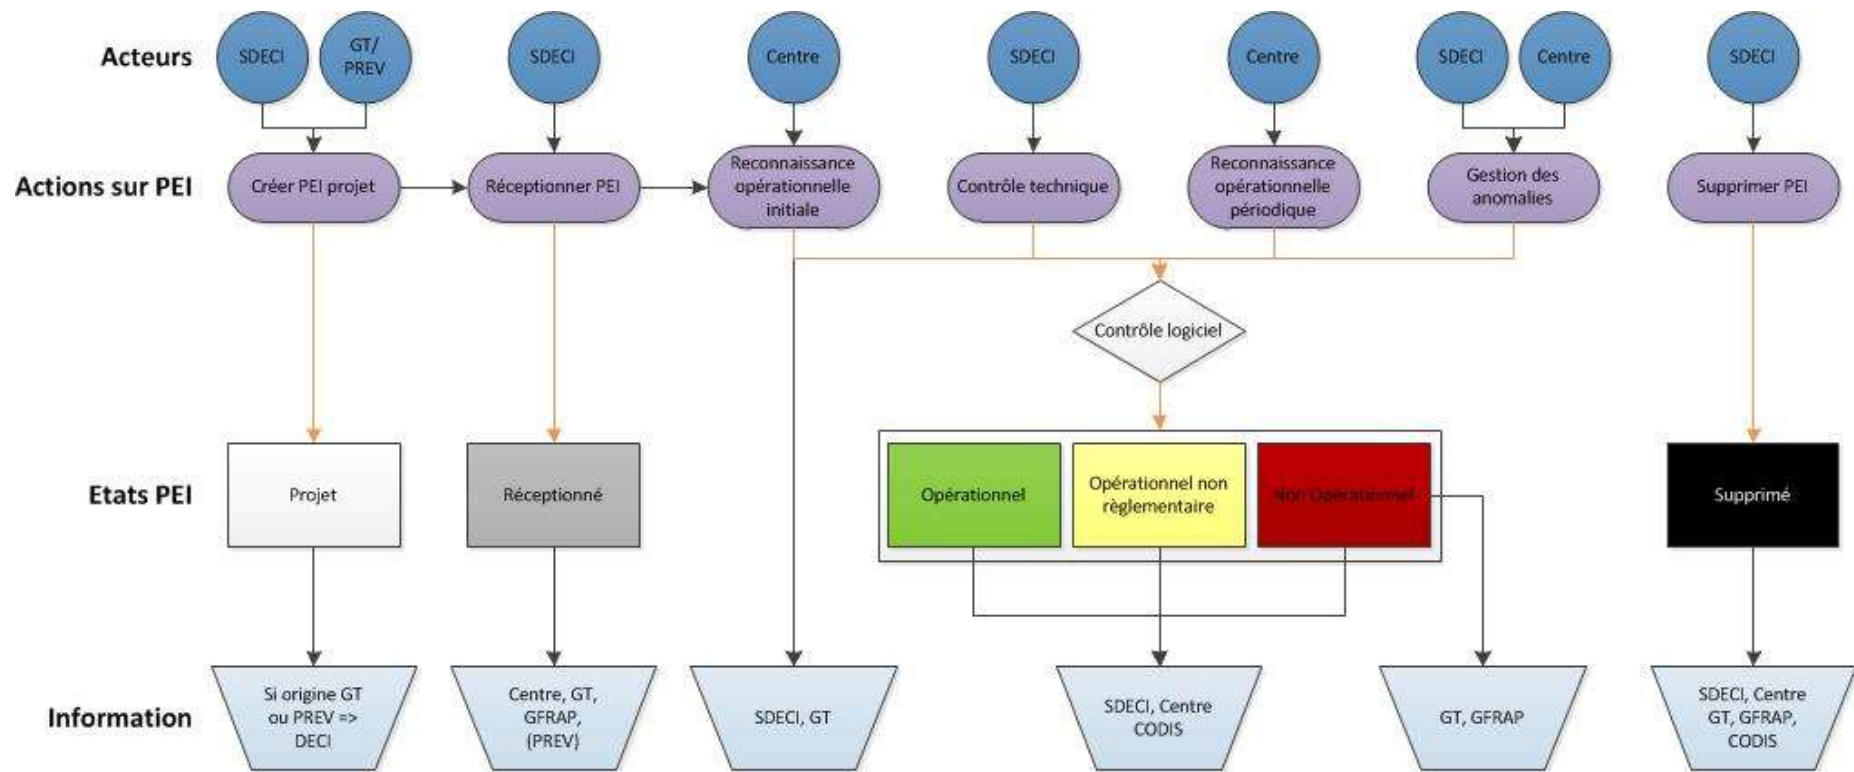 Acteurs
SDECI
GT/
PREV
SDECI
Centre
SDECI
Centre
SDECI
Centre
SDECI
Actions sur PEI
Créer PEI projet
Réceptionner PEI
Reconnaissance
opérationnelle
initiale
Contrôle technique
Reconnaissance
opérationnelle
périodique
Gestion des
anomalies
Supprimer PEI
Contrôle logiciel
Etats PEI
Projet
Réceptionné
Opérationnel
Opérationnel non
règlementaire
Non Opérationnel
Supprimé
Information
Si origine GT
ou PREV =>
DECI
Centre, GT,
GFRAP,
(PREV)
SDECI, GT
SDECI, Centre
CODIS
GT, GFRAP
SDECI, Centre
GT, GFRAP,
CODIS